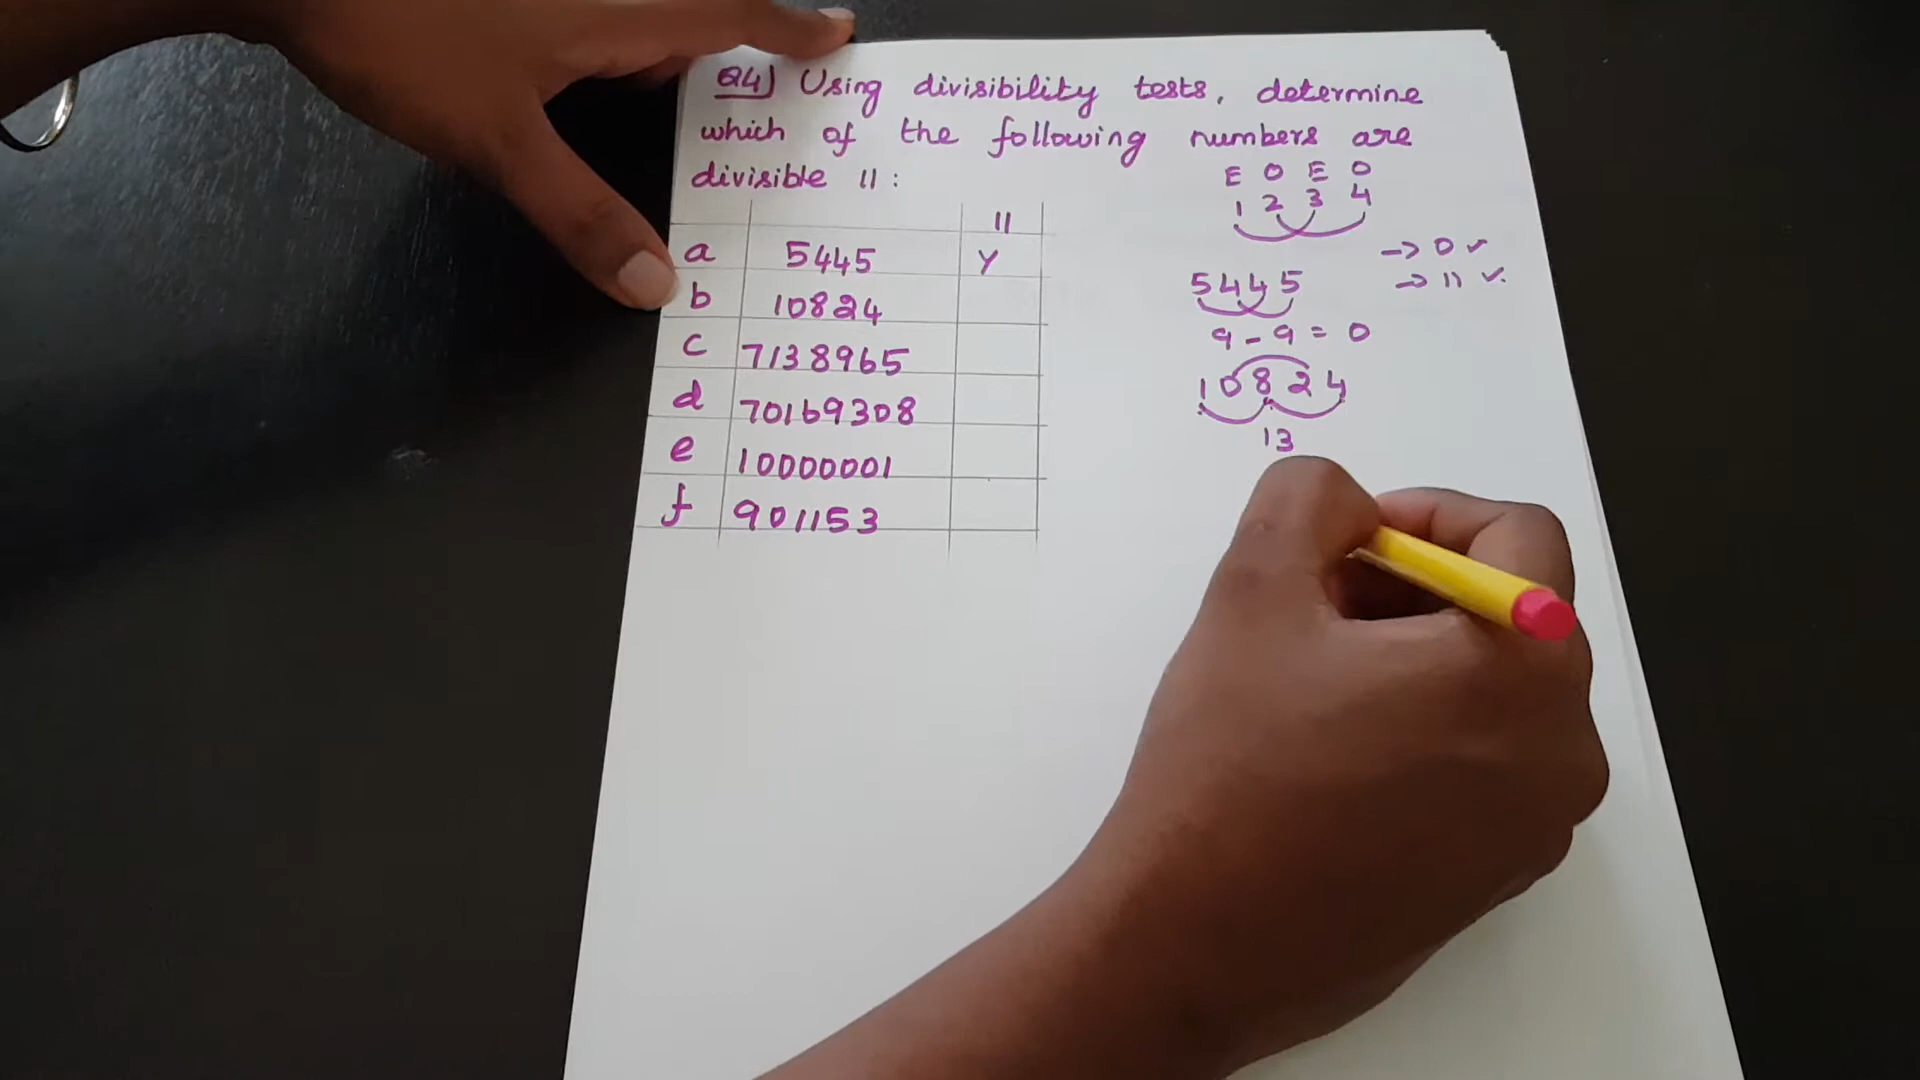 Q4) Using divisibility tests, determine
which of the following numbers are
divisible 11 :
11
a 5445 Y
b 10824
c 7138965
d 70169308
e 10000001
f 901153
E O E O
1 2 3 4
→ 0 ✓
→ 11 ✓
5445
9 - 9 = 0
10824
13